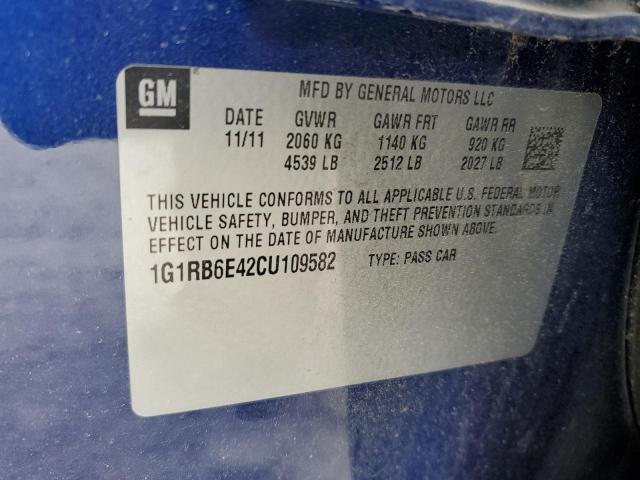 GM
MFD BY GENERAL MOTORS LLC
DATE GVWR GAWR FRT GAWR RR
11/11 2060 KG 1140 KG 920 KG
4539 LB 2512 LB 2027 LB
THIS VEHICLE CONFORMS TO ALL APPLICABLE U.S. FEDERAL MOTOR
VEHICLE SAFETY, BUMPER, AND THEFT PREVENTION STANDARDS IN
EFFECT ON THE DATE OF MANUFACTURE SHOWN ABOVE.
1G1RB6E42CU109582 TYPE: PASS CAR